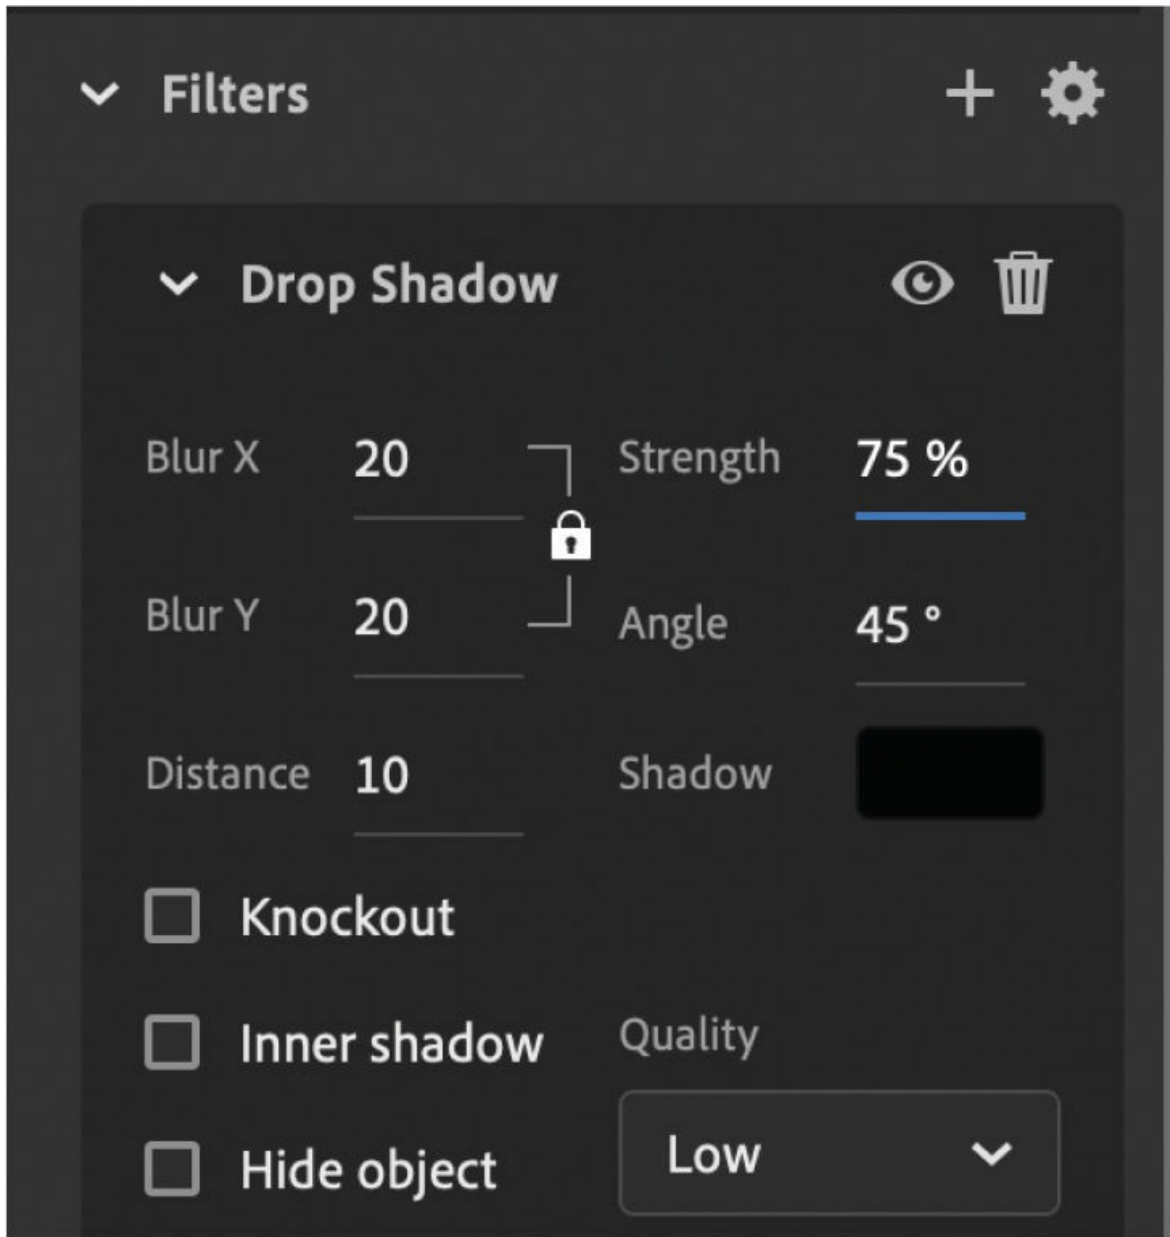 Filters
Drop Shadow
Blur X 20 Strength 75 %
Blur Y 20 Angle 45 °
Distance 10 Shadow
Knockout
Inner shadow Quality
Hide object Low